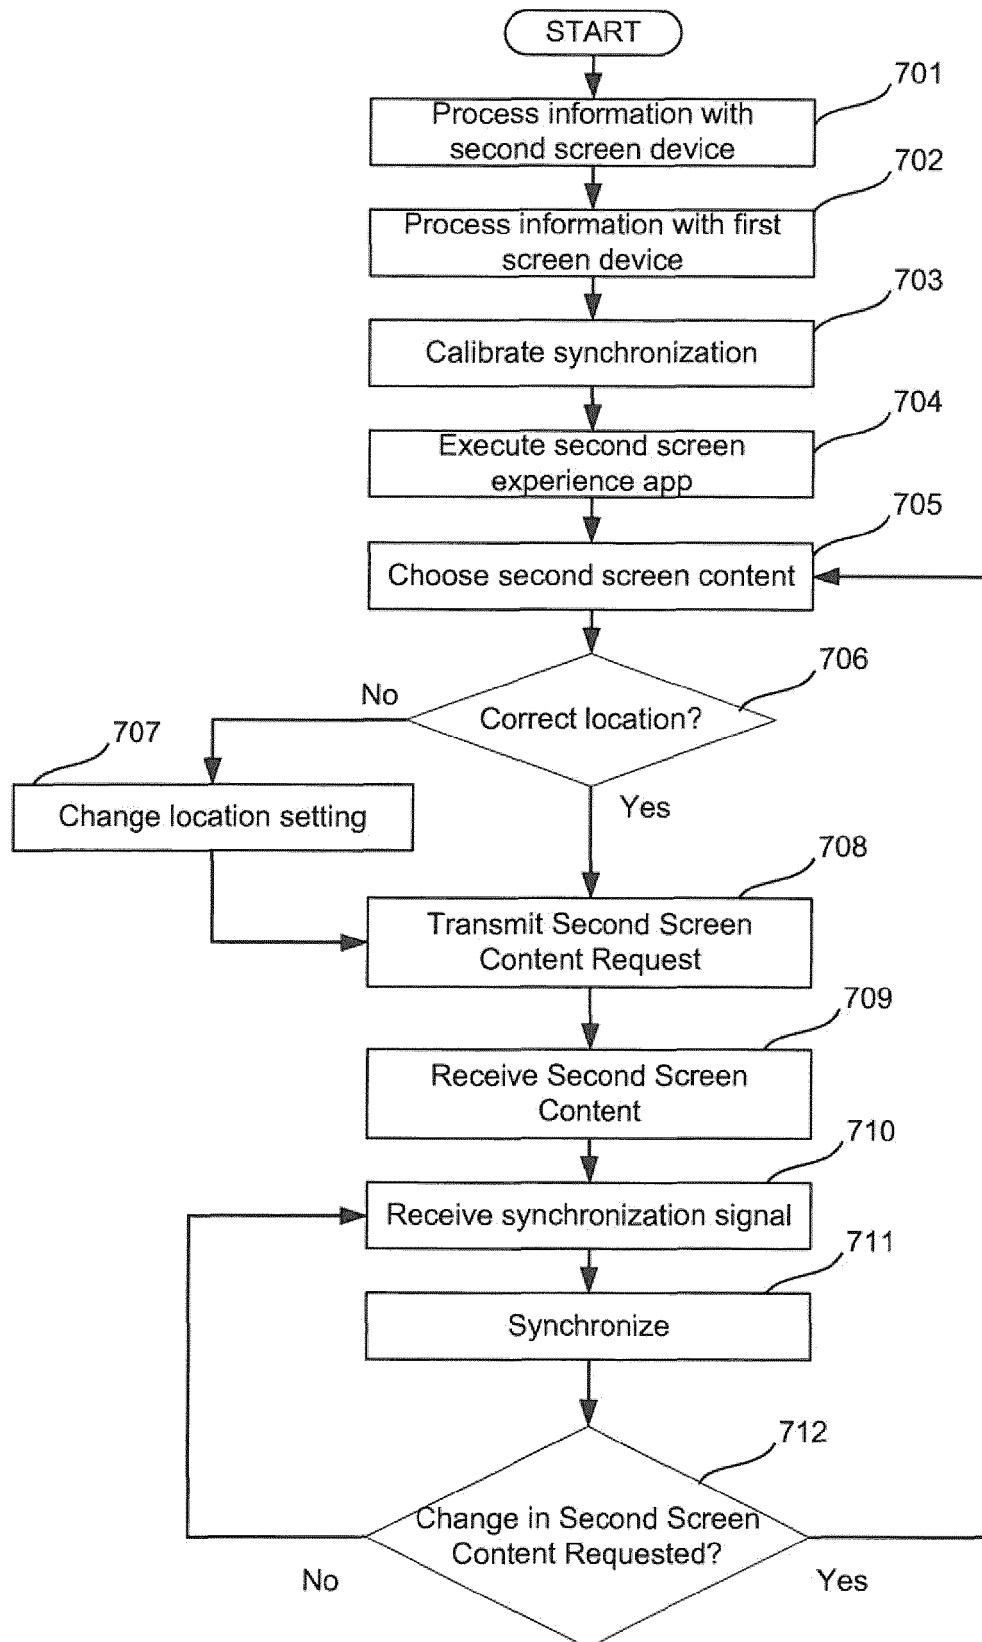 START
701
Process information with
second screen device
702
Process information with first
screen device
703
Calibrate synchronization
704
Execute second screen
experience app
705
Choose second screen content
706
No
Correct location?
707
Change location setting
Yes
708
Transmit Second Screen
Content Request
709
Receive Second Screen
Content
710
Receive synchronization signal
711
Synchronize
712
Change in Second Screen
Content Requested?
No
Yes